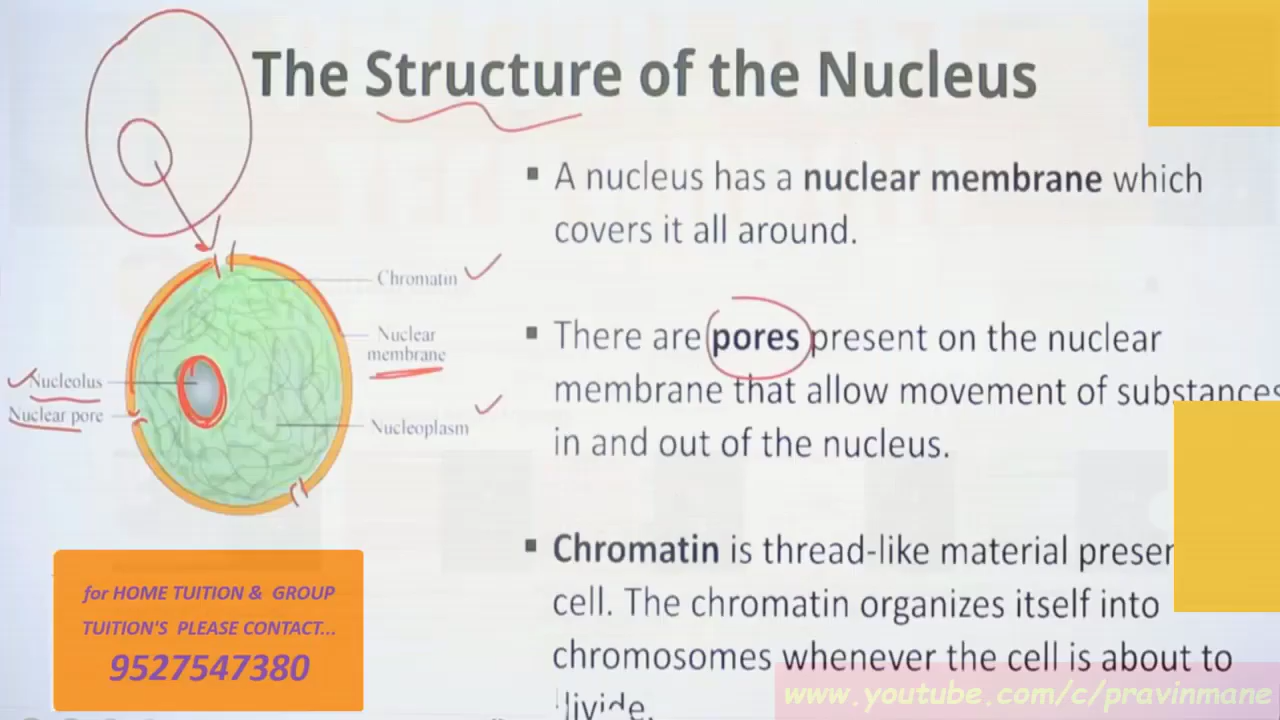 The Structure of the Nucleus
A nucleus has a nuclear membrane which
covers it all around.
There are pores present on the nuclear
membrane that allow movement of substances
in and out of the nucleus.
Chromatin is thread-like material
cell. The chromatin organizes itself into
chromosomes whenever the cell is about to
Chromatin
Nuclear
membrane
Nucleolus
Nuclear pore
Nucleoplasm
for HOME TUITION & GROUP
TUITION'S PLEASE CONTACT...
9527547380
www.youtube.com/c/pravinmane